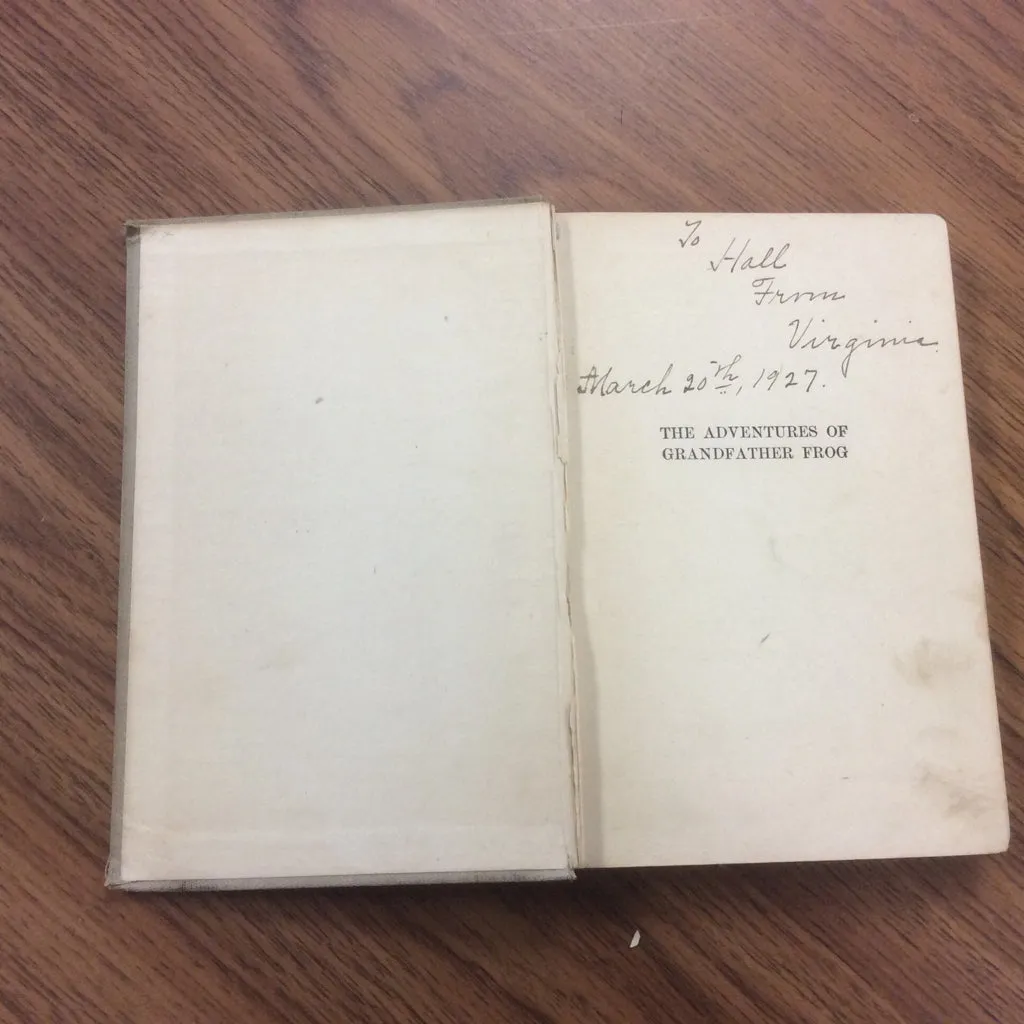 To
Hall
From
Virginia.
March 20th, 1927.
THE ADVENTURES OF
GRANDFATHER FROG